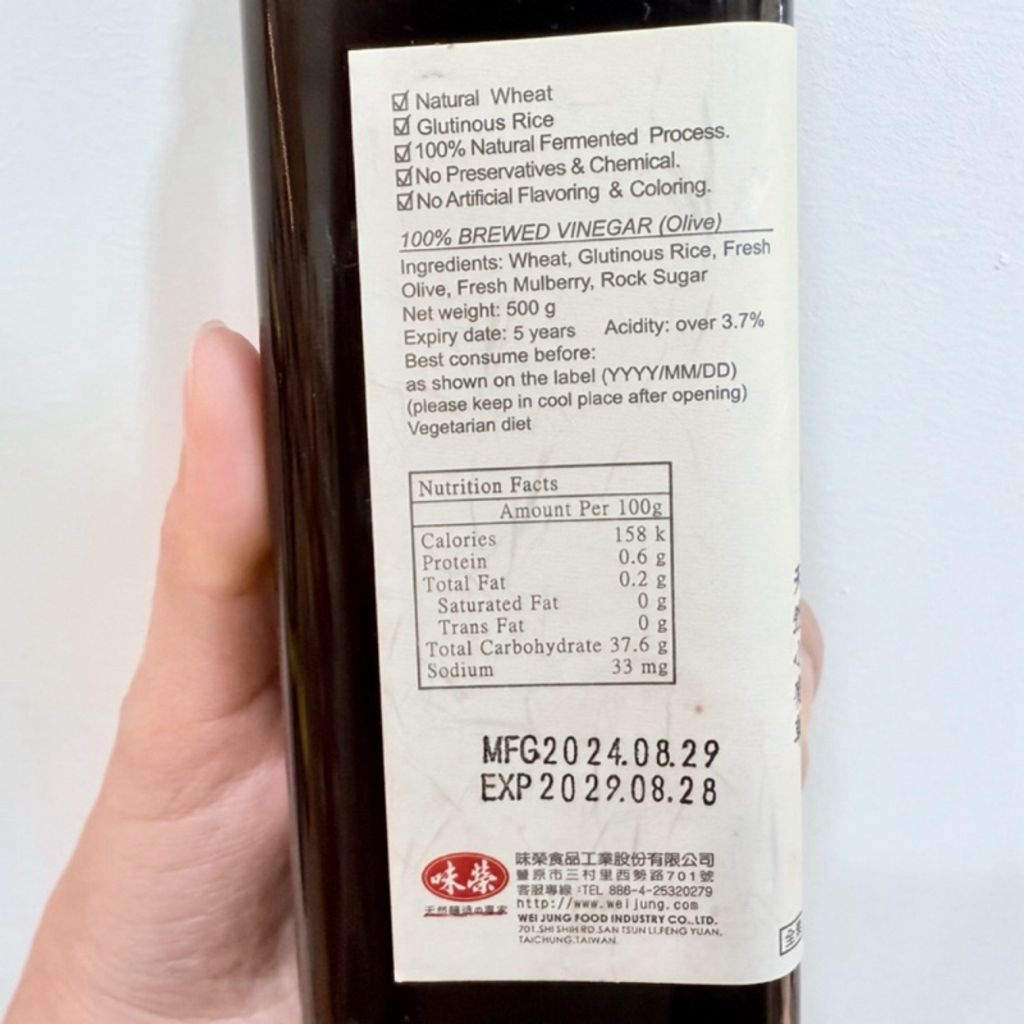 ☑ Natural Wheat
☑ Glutinous Rice
☑ 100% Natural Fermented Process.
☑ No Preservatives & Chemical.
☑ No Artificial Flavoring & Coloring.
100% BREWED VINEGAR (Olive)
Ingredients: Wheat, Glutinous Rice, Fresh
Olive, Fresh Mulberry, Rock Sugar
Net weight: 500 g
Expiry date: 5 years Acidity: over 3.7%
Best consume before:
as shown on the label (YYYY/MM/DD)
(please keep in cool place after opening)
Vegetarian diet
Nutrition Facts
Amount Per 100g
Calories 158 k
Protein 0.6 g
Total Fat 0.2 g
Saturated Fat 0 g
Trans Fat 0 g
Total Carbohydrate 37.6 g
Sodium 33 mg
MFG2024.08.29
EXP2029.08.28
味榮
天然釀造の專家
味榮食品工業股份有限公司
豐原市三村里西勢路701號
客服專線:TEL 886-4-25320279
http://www.weijung.com
WEI JUNG FOOD INDUSTRY CO.,LTD.
701.SHI SHIH RD.SAN TSUN LI.FENG YUAN.
TAICHUNG.TAIWAN